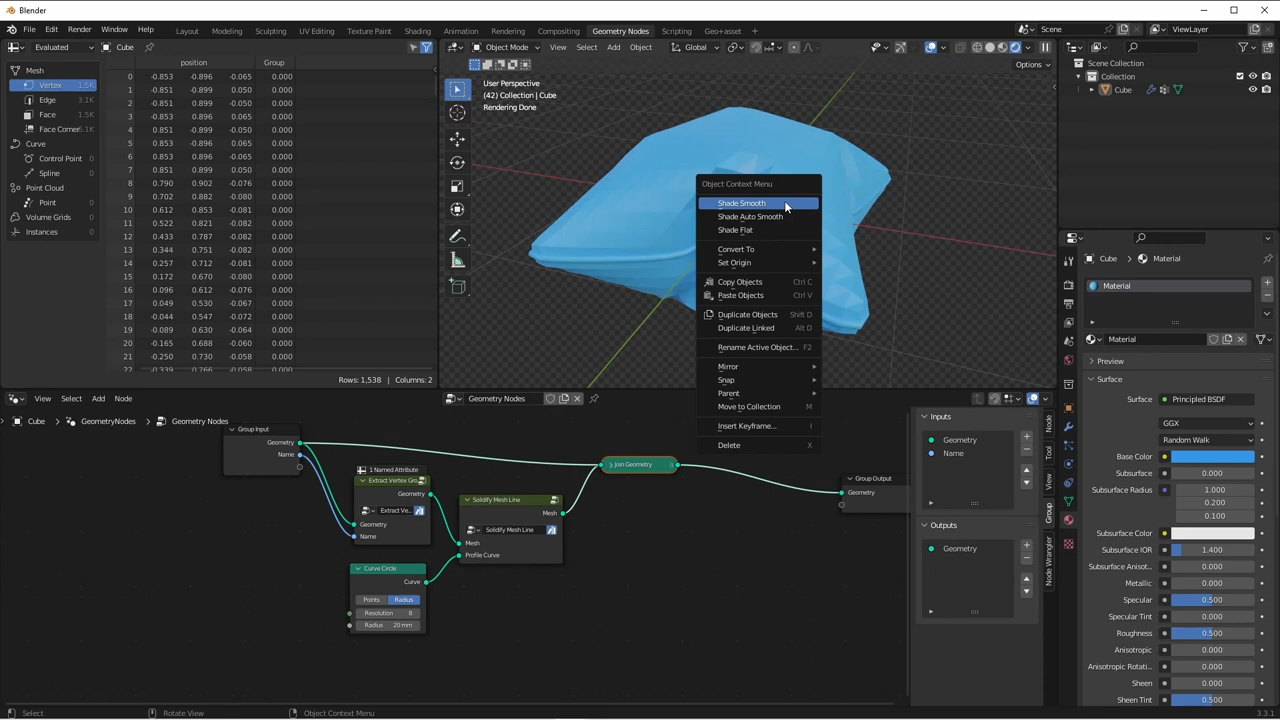 Blender
File Edit Render Window Help Layout Modeling Sculpting UV Editing Texture Paint Shading Animation Rendering Compositing Geometry Nodes Scripting Geo+asset + Scene ViewLayer
Evaluated Cube
Object Mode View Select Add Object Global
Options
position Group
Mesh
Vertex 1.5K
Edge 3.1K
Face 1.5K
Face Corner 6.1K
Curve
Control Point 0
Spline 0
Point Cloud
Point 0
Volume Grids 0
Instances 0
0 -0.853 -0.896 -0.065 0.000
1 -0.851 -0.899 0.050 0.000
2 -0.851 0.899 0.050 0.000
3 -0.853 0.896 0.065 0.000
4 0.851 -0.899 0.050 0.000
5 0.853 -0.896 0.065 0.000
6 0.853 0.896 -0.065 0.000
7 0.851 0.899 0.050 0.000
8 0.790 0.902 -0.076 0.000
9 0.702 0.882 -0.080 0.000
10 0.612 0.853 -0.081 0.000
11 0.522 0.821 -0.082 0.000
12 0.433 0.787 -0.082 0.000
13 0.344 0.751 -0.082 0.000
14 0.257 0.712 -0.081 0.000
15 0.172 0.670 -0.080 0.000
16 0.096 0.612 -0.076 0.000
17 0.049 0.530 -0.067 0.000
18 -0.044 0.547 -0.072 0.000
19 -0.089 0.630 -0.064 0.000
20 -0.165 0.688 -0.060 0.000
21 -0.250 0.730 -0.058 0.000
22 -0.339 0.766 -0.058 0.000
Rows: 1,538 | Columns: 2
User Perspective
(42) Collection | Cube
Rendering Done
Object Context Menu
Shade Smooth
Shade Auto Smooth
Shade Flat
Convert To
Set Origin
Copy Objects Ctrl C
Paste Objects Ctrl V
Duplicate Objects Shift D
Duplicate Linked Alt D
Rename Active Object... F2
Mirror
Snap
Parent
Move to Collection M
Insert Keyframe... I
Delete X
Scene Collection
Collection
Cube
Cube Material
Material
Material
Preview
Surface
Surface Principled BSDF
GGX
Random Walk
Base Color
Subsurface 0.000
Subsurface Radius 1.000
0.200
0.100
Subsurface Color
Subsurface IOR 1.400
Subsurface Anisot... 0.000
Metallic 0.000
Specular 0.500
Specular Tint 0.000
Roughness 0.500
Anisotropic 0.000
Anisotropic Rotati... 0.000
Sheen 0.000
Sheen Tint 0.500
View Select Add Node Geometry Nodes
Cube GeometryNodes Geometry Nodes
Group Input
Geometry
Name
1 Named Attribute
Extract Vertex Gro
Geometry
Extract Ve...
Geometry
Name
Curve Circle
Curve
Points Radius
Resolution 8
Radius 20 mm
Solidify Mesh Line
Mesh
Solidify Mesh Line
Mesh
Profile Curve
Join Geometry
Group Output
Geometry
Inputs
Geometry
Name
Outputs
Geometry
Node
Tool
View
Group
Node Wrangler
Select Rotate View Object Context Menu 3.3.1